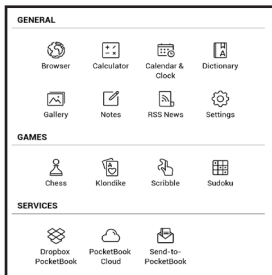 GENERAL
Browser Calculator Calendar & Clock Dictionary
Gallery Notes RSS News Settings
GAMES
Chess Klondike Scribble Sudoku
SERVICES
Dropbox PocketBook PocketBook Cloud Send-to-PocketBook